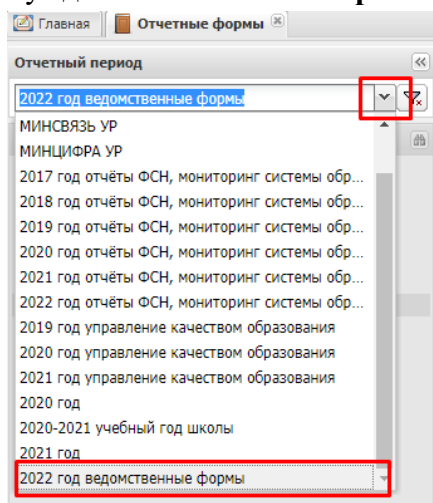 Главная
Отчетные формы
Отчетный период
2022 год ведомственные формы
МИНСВЯЗЬ УР
МИНЦИФРА УР
2017 год отчёты ФСН, мониторинг системы обр...
2018 год отчёты ФСН, мониторинг системы обр...
2019 год отчёты ФСН, мониторинг системы обр...
2020 год отчёты ФСН, мониторинг системы обр...
2021 год отчёты ФСН, мониторинг системы обр...
2022 год отчёты ФСН, мониторинг системы обр...
2019 год управление качеством образования
2020 год управление качеством образования
2021 год управление качеством образования
2020 год
2020-2021 учебный год школы
2021 год
2022 год ведомственные формы